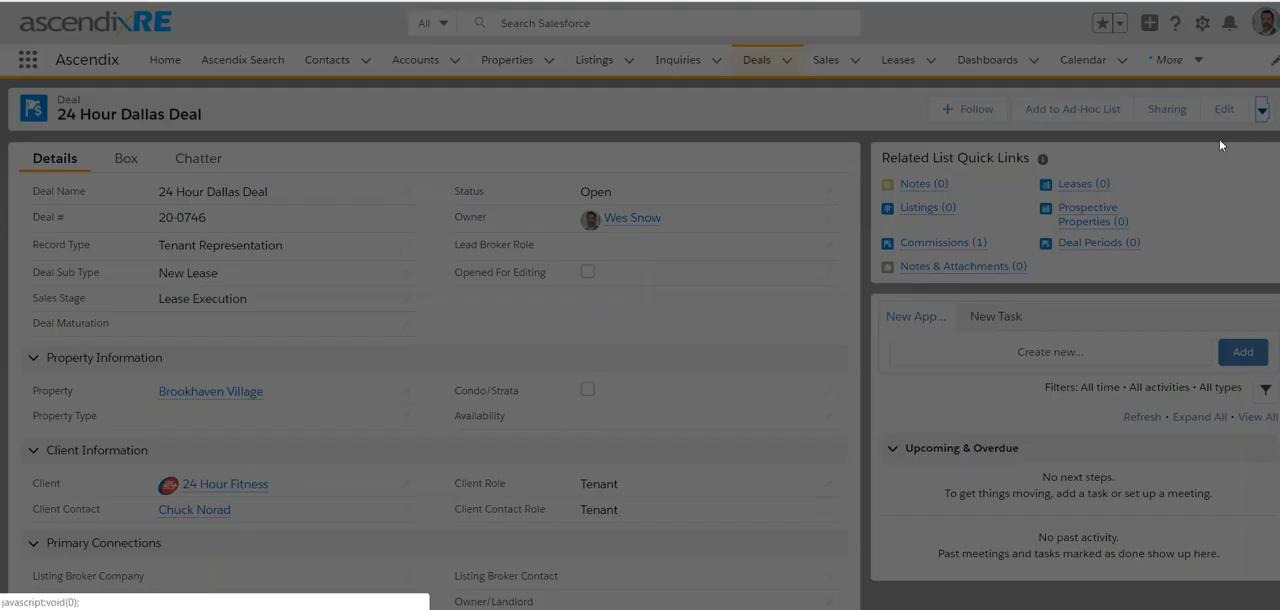 ascendixRE
All
Search Salesforce
Ascendix
Home
Ascendix Search
Contacts
Accounts
Properties
Listings
Inquiries
Deals
Sales
Leases
Dashboards
Calendar
* More
Deal
24 Hour Dallas Deal
+ Follow
Add to Ad-Hoc List
Sharing
Edit
Details
Box
Chatter
Deal Name 24 Hour Dallas Deal
Status Open
Deal # 20-0746
Owner Wes Snow
Record Type Tenant Representation
Lead Broker Role
Deal Sub Type New Lease
Opened For Editing
Sales Stage Lease Execution
Deal Maturation
Property Information
Property Brookhaven Village
Condo/Strata
Property Type
Availability
Client Information
Client 24 Hour Fitness
Client Role Tenant
Client Contact Chuck Norad
Client Contact Role Tenant
Primary Connections
Listing Broker Company
Listing Broker Contact
Owner/Landlord
Related List Quick Links
Notes (0)
Leases (0)
Listings (0)
Prospective
Properties (0)
Commissions (1)
Deal Periods (0)
Notes & Attachments (0)
New App...
New Task
Create new...
Add
Filters: All time • All activities • All types
Refresh • Expand All • View All
Upcoming & Overdue
No next steps.
To get things moving, add a task or set up a meeting.
No past activity.
Past meetings and tasks marked as done show up here.
javascript:void(0);